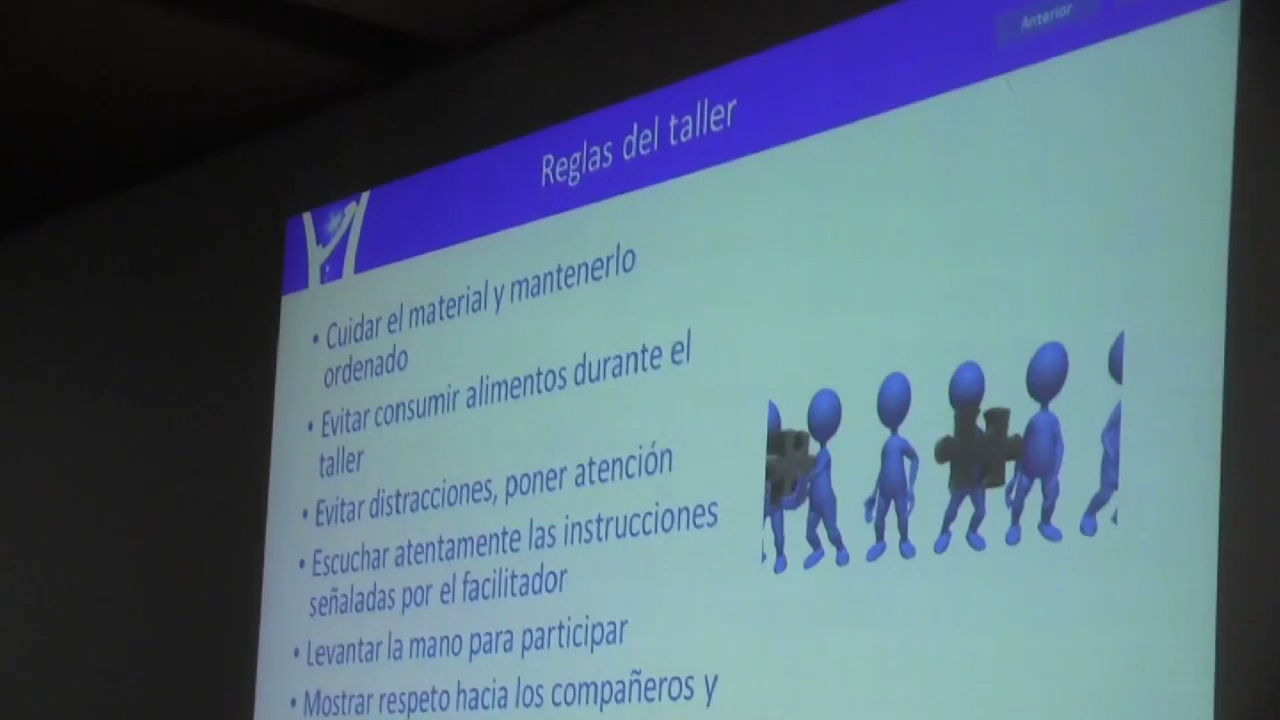 Anterior
Reglas del taller
• Cuidar el material y mantenerlo
ordenado
• Evitar consumir alimentos durante el
taller
• Evitar distracciones, poner atención
• Escuchar atentamente las instrucciones
señaladas por el facilitador
• Levantar la mano para participar
• Mostrar respeto hacia los compañeros y